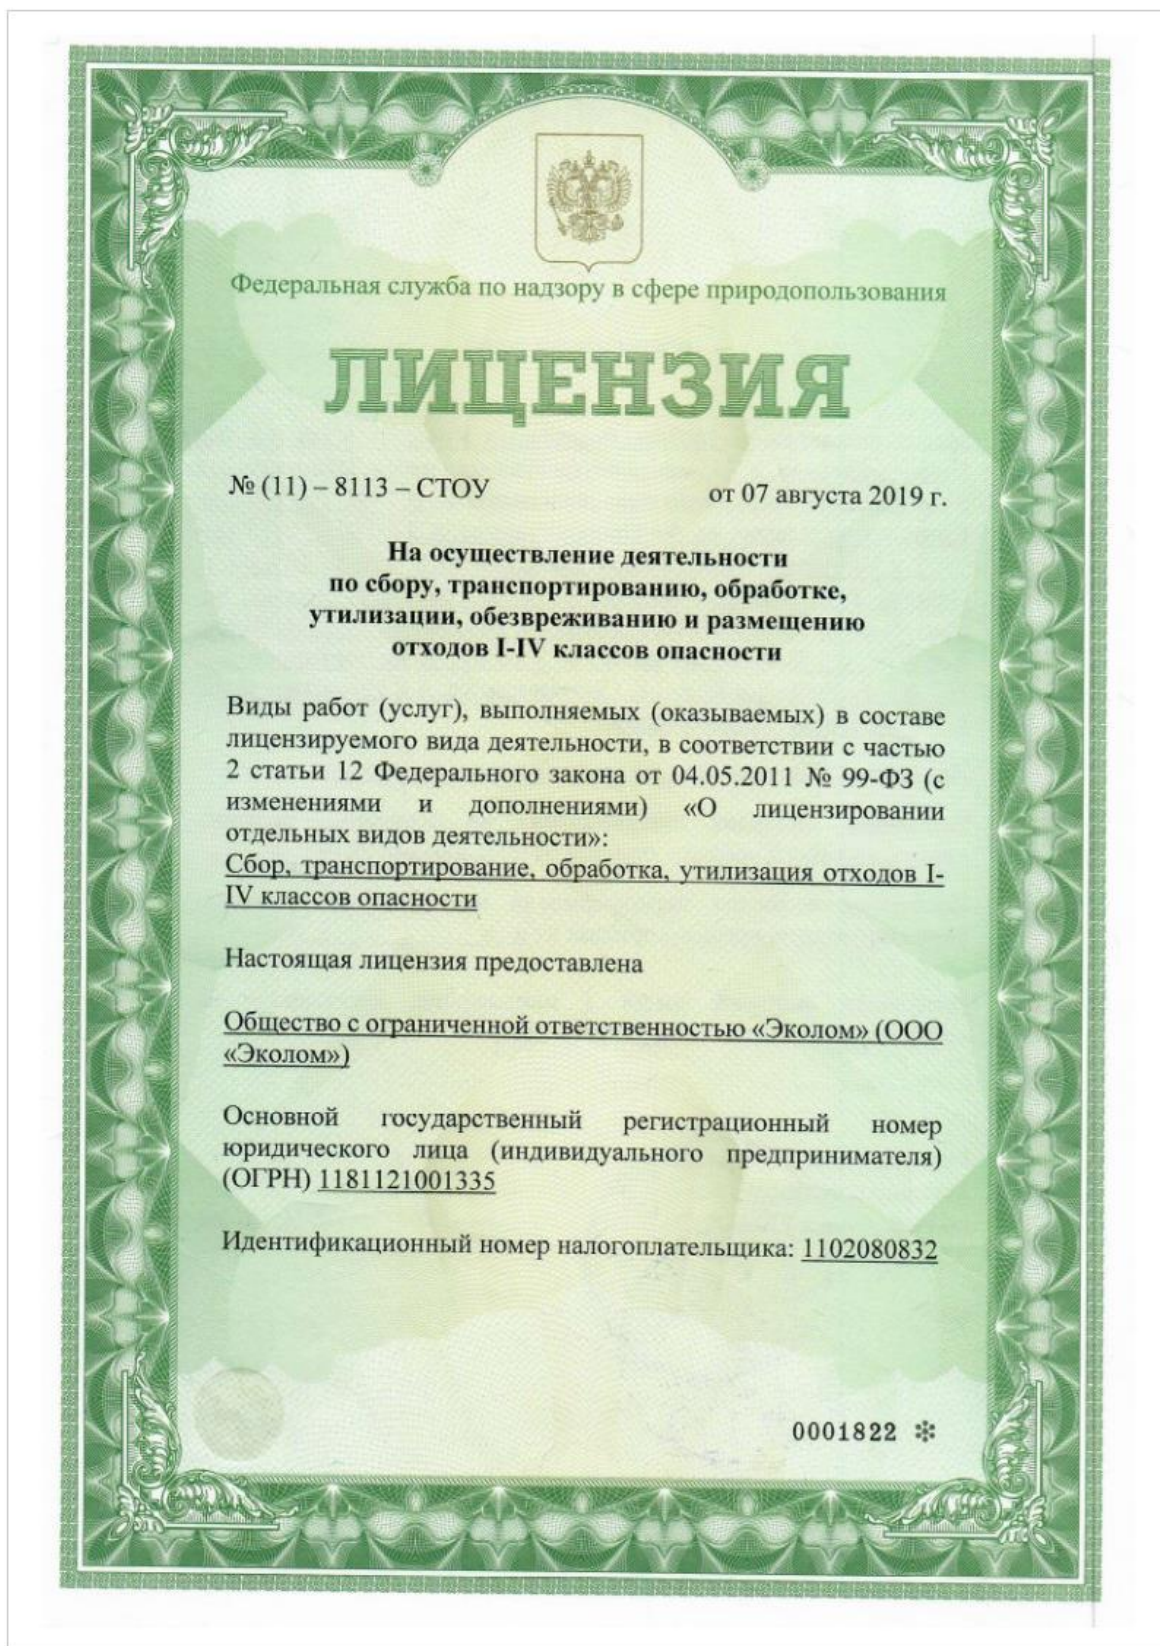 Федеральная служба по надзору в сфере природопользования
ЛИЦЕНЗИЯ
№ (11) – 8113 – СТОУ от 07 августа 2019 г.
На осуществление деятельности
по сбору, транспортированию, обработке,
утилизации, обезвреживанию и размещению
отходов I-IV классов опасности
Виды работ (услуг), выполняемых (оказываемых) в составе
лицензируемого вида деятельности, в соответствии с частью
2 статьи 12 Федерального закона от 04.05.2011 № 99-ФЗ (с
изменениями и дополнениями) «О лицензировании
отдельных видов деятельности»:
Сбор, транспортирование, обработка, утилизация отходов I-
IV классов опасности
Настоящая лицензия предоставлена
Общество с ограниченной ответственностью «Эколом» (ООО
«Эколом»)
Основной государственный регистрационный номер
юридического лица (индивидуального предпринимателя)
(ОГРН) 1181121001335
Идентификационный номер налогоплательщика: 1102080832
0001822